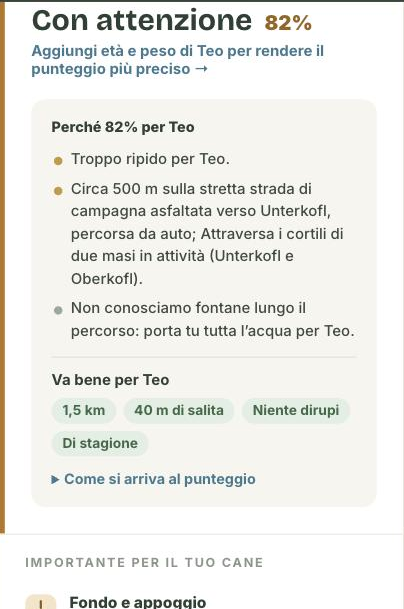 Con attenzione 82%
Aggiungi età e peso di Teo per rendere il
punteggio più preciso →
Perché 82% per Teo
Troppo ripido per Teo.
Circa 500 m sulla stretta strada di
campagna asfaltata verso Unterkofl,
percorsa da auto; Attraversa i cortili di
due masi in attività (Unterkofl e
Oberkofl).
Non conosciamo fontane lungo il
percorso: porta tu tutta l’acqua per Teo.
Va bene per Teo
1,5 km 40 m di salita Niente dirupi
Di stagione
▸ Come si arriva al punteggio
IMPORTANTE PER IL TUO CANE
! Fondo e appoggio